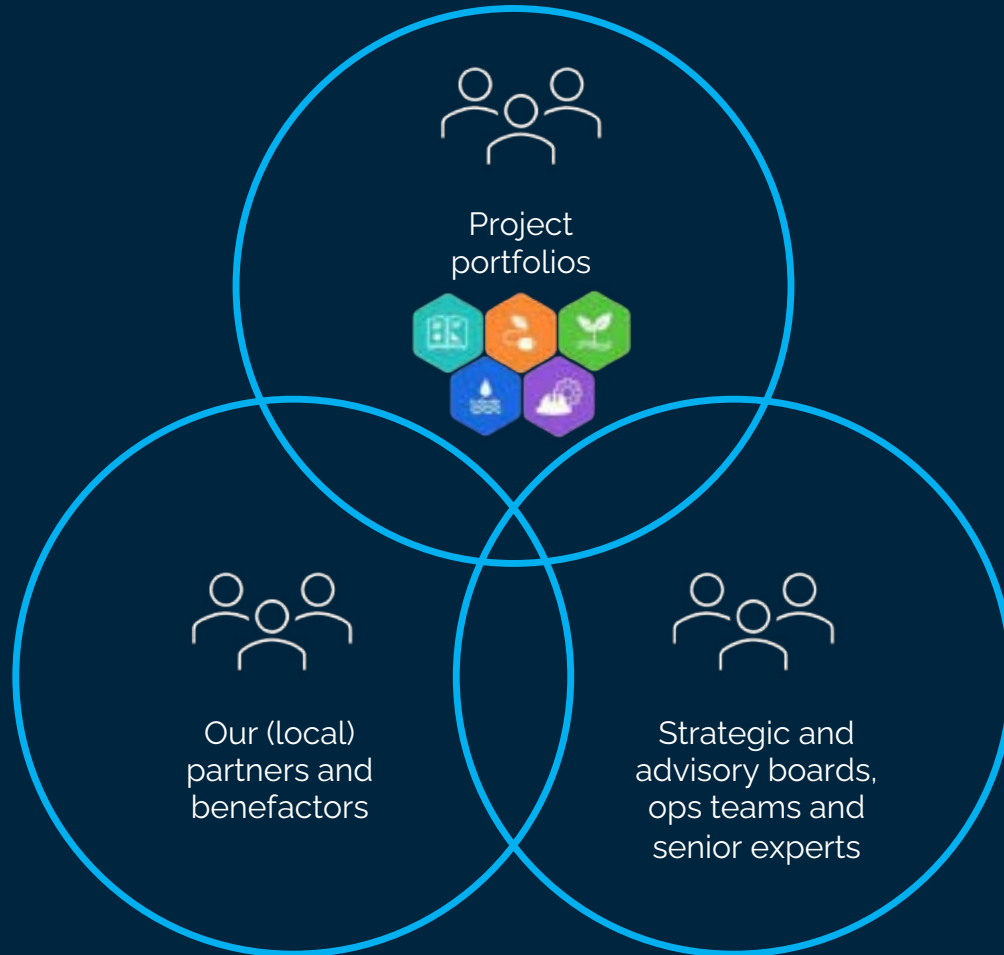 Project
portfolios
Our (local)
partners and
benefactors
Strategic and
advisory boards,
ops teams and
senior experts